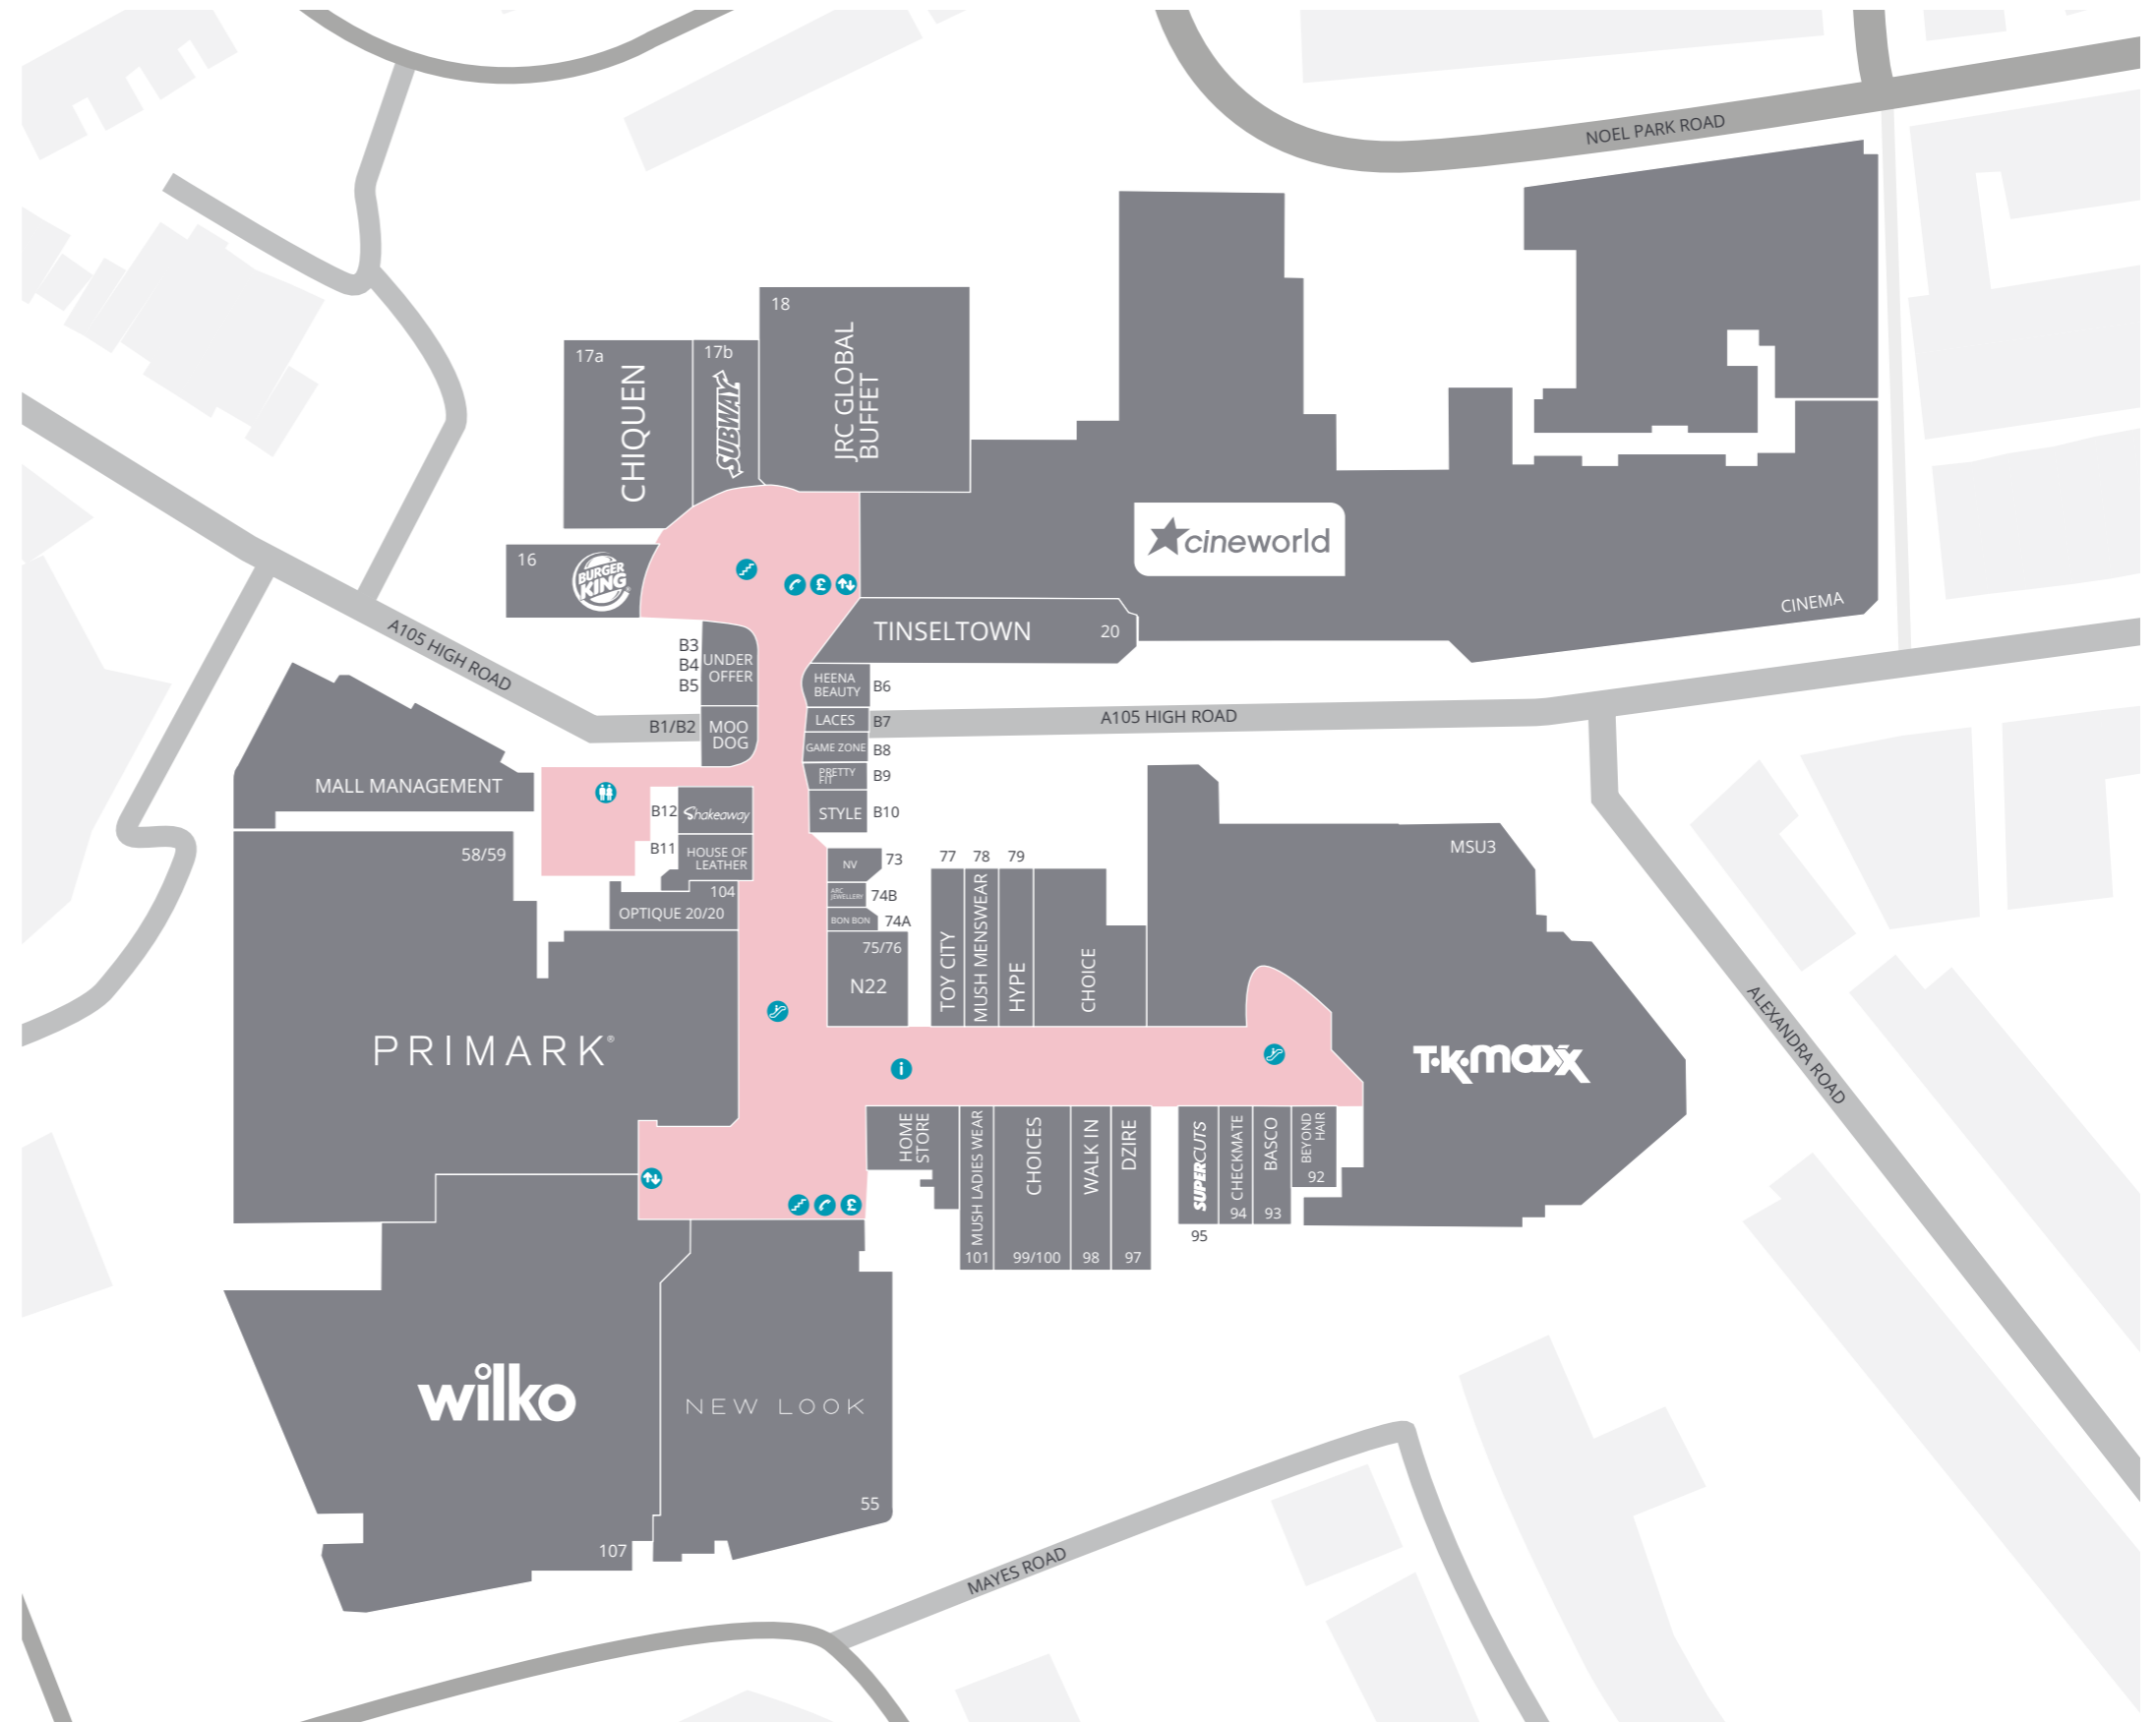 NOEL PARK ROAD
18
JRC GLOBAL
BUFFET
17a
CHIQUEN
17b
SUBWAY
16
BURGER
KING
cineworld
CINEMA
TINSELTOWN
20
A105 HIGH ROAD
B3
B4
B5
UNDER
OFFER
HEENA
BEAUTY
B6
B1/B2
MOO
DOG
LACES
B7
A105 HIGH ROAD
GAME ZONE
B8
PRETTY
FIT
B9
STYLE
B10
MALL MANAGEMENT
B12
Shakeaway
B11
HOUSE OF
LEATHER
58/59
104
OPTIQUE 20/20
NV
73
ARC
JEWELLERY
74B
BON BON
74A
75/76
N22
77
TOY CITY
78
MUSH MENSWEAR
79
HYPE
CHOICE
MSU3
T·K·maxx
ALEXANDRA ROAD
PRIMARK®
£
i
£
HOME
STORE
MUSH LADIES WEAR
101
CHOICES
99/100
WALK IN
98
DZIRE
97
SUPERCUTS
95
CHECKMATE
94
BASCO
93
BEYOND
HAIR
92
wilko
107
NEW LOOK
55
MAYES ROAD